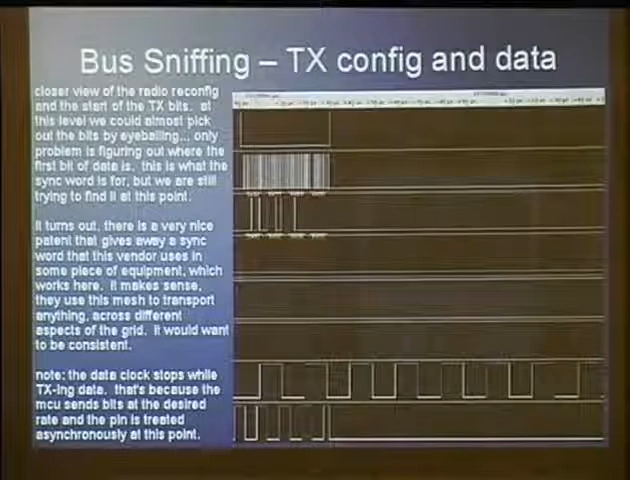 Bus Sniffing – TX config and data
closer view of the radio reconfig
and the start of the TX bits. at
this level we could almost pick
out the bits by eyeballing... only
problem is figuring out where the
first bit of data is. this is what the
sync word is for, but we are still
trying to find it at this point.
It turns out, there is a very nice
patent that gives away a sync
word that this vendor uses in
some piece of equipment, which
works here. It makes sense,
they use this mesh to transport
anything, across different
aspects of the grid. it would want
to be consistent.
note: the data clock stops while
TX-ing data. that's because the
mcu sends bits at the desired
rate and the pin is treated
asynchronously at this point.